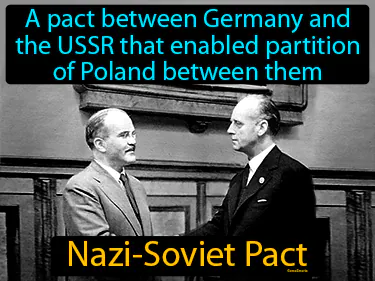 A pact between Germany and
the USSR that enabled partition
of Poland between them
Nazi-Soviet Pact